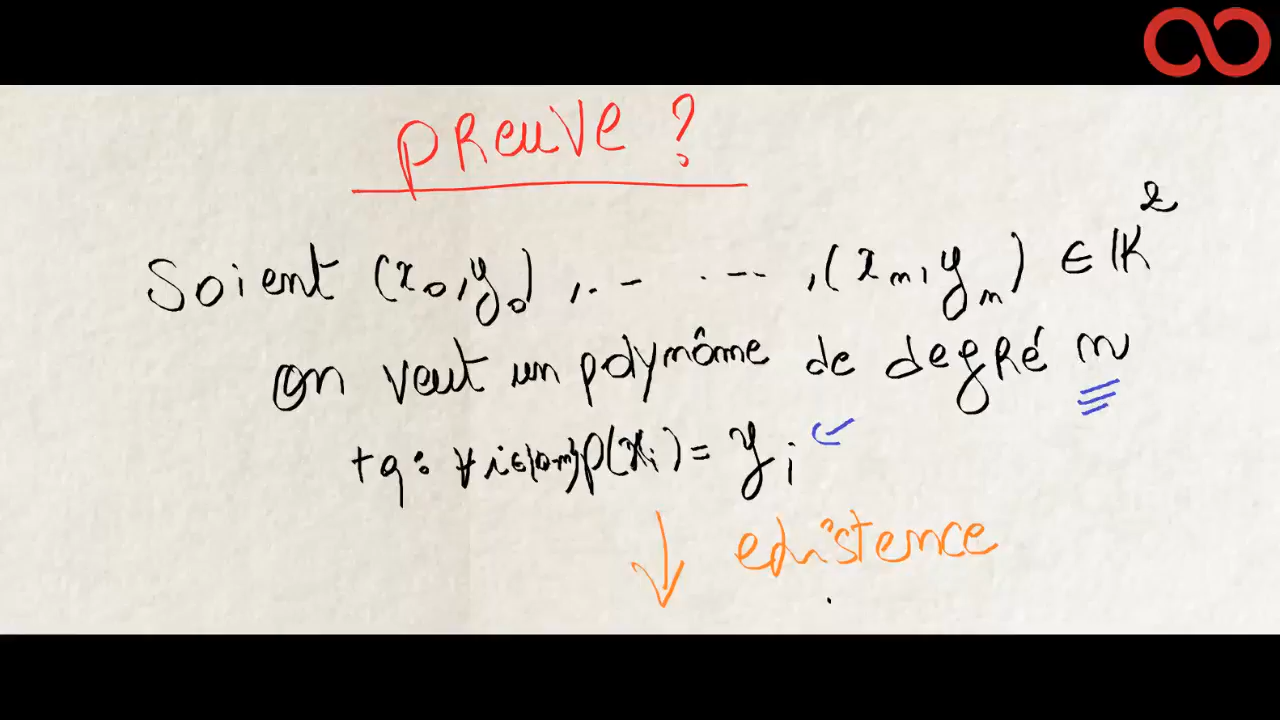 PREUVE ?
Soient (x₀,y₀) ,.-- .--- ,(xₙ,yₙ) ∈ 𝕂²
On veut un polynôme de degré n
tq: ∀i∈{0..n} P(xᵢ) = yᵢ
↓ existence